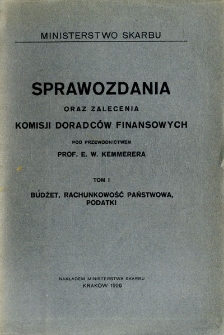 MINISTERSTWO SKARBU
SPRAWOZDANIA
ORAZ ZALECENIA
KOMISJI DORADCÓW FINANSOWYCH
POD PRZEWODNICTWEM
PROF. E. W. KEMMERERA
TOM I
BUDŻET, RACHUNKOWOŚĆ PAŃSTWOWA,
PODATKI
NAKŁADEM MINISTERSTWA SKARBU
KRAKÓW 1926